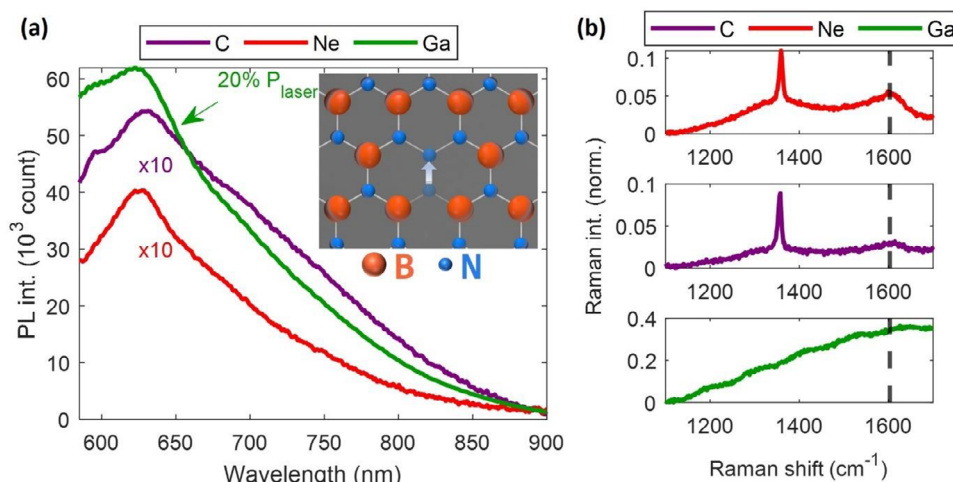 (a)
C Ne Ga
PL int. (10³ count)
60
50
40
30
20
10
0
20% P_laser
x10
x10
B N
600 650 700 750 800 850 900
Wavelength (nm)
(b)
C Ne Ga
Raman int. (norm.)
0.1
0.05
0
1200 1400 1600
0.1
0.05
0
1200 1400 1600
0.4
0.2
0
1200 1400 1600
Raman shift (cm⁻¹)